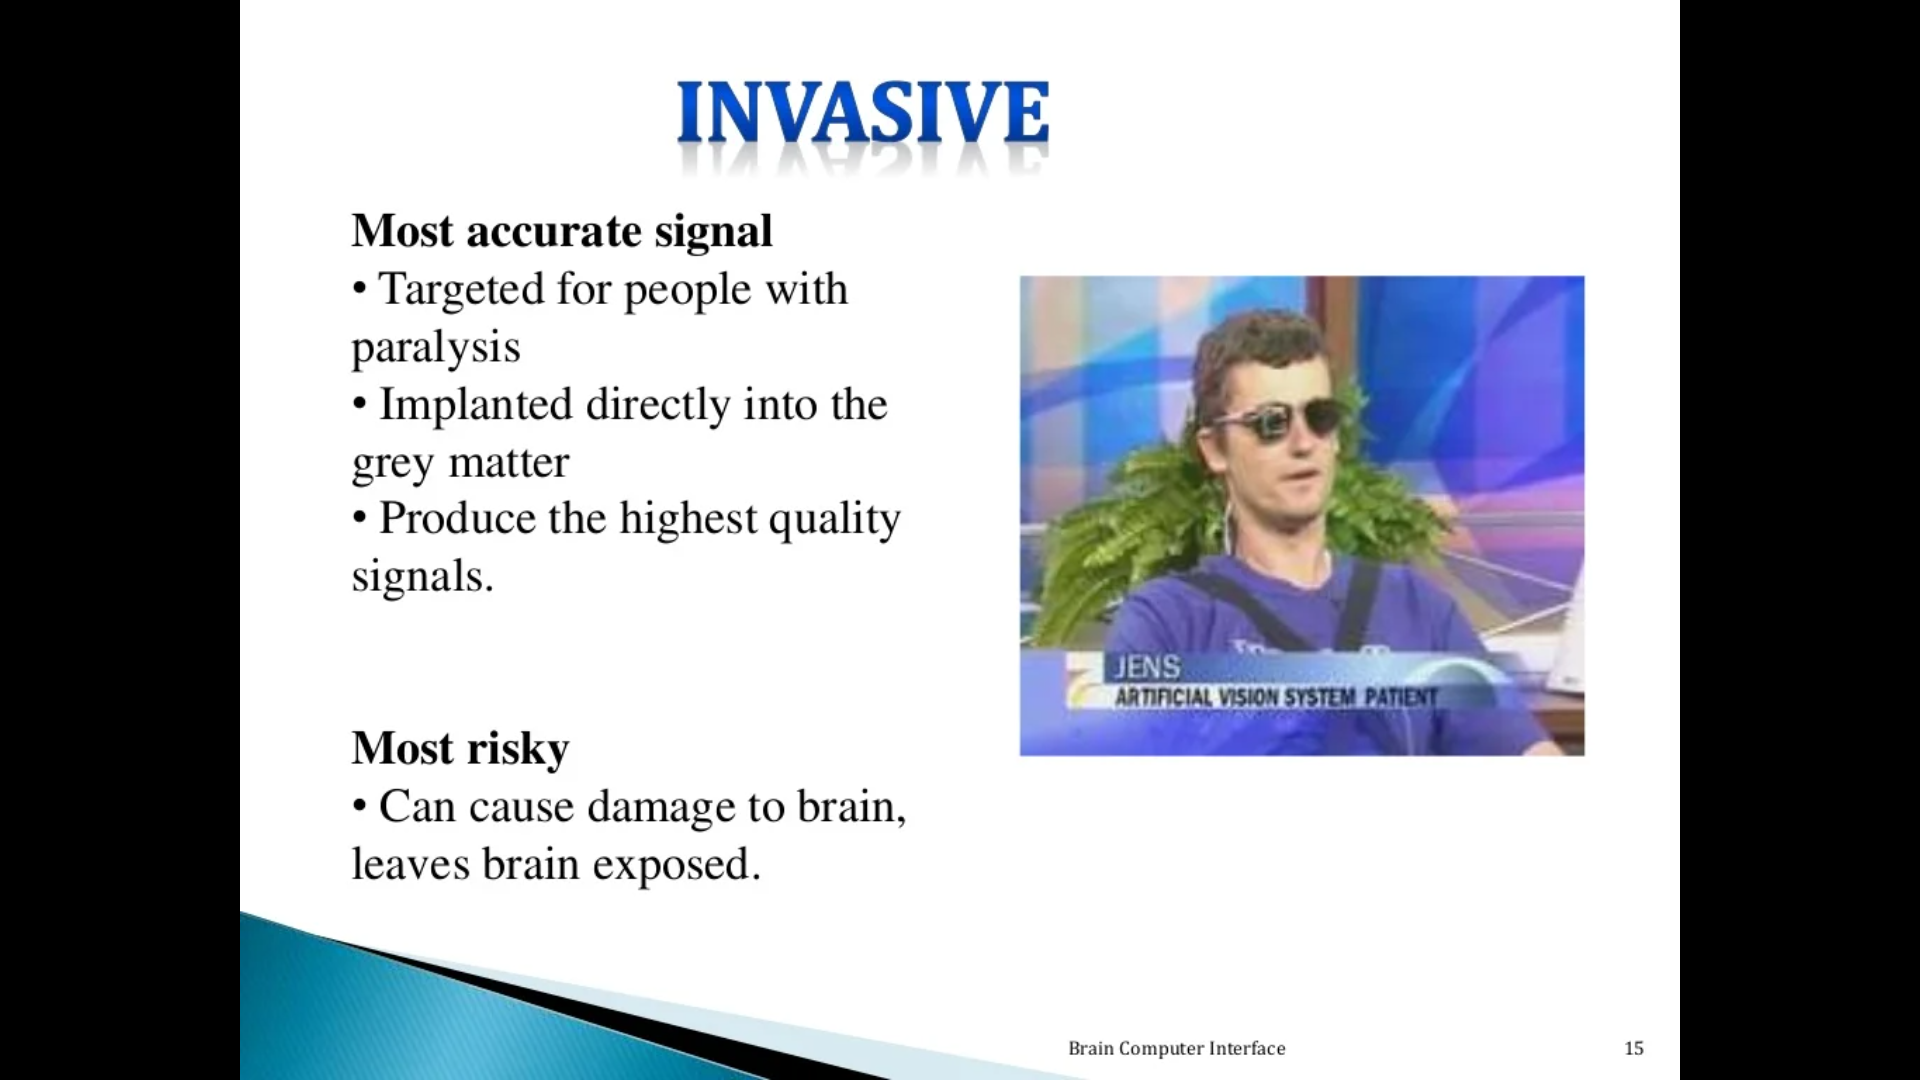 INVASIVE
Most accurate signal
• Targeted for people with
paralysis
• Implanted directly into the
grey matter
• Produce the highest quality
signals.
Most risky
• Can cause damage to brain,
leaves brain exposed.
JENS
ARTIFICIAL VISION SYSTEM PATIENT
Brain Computer Interface
15